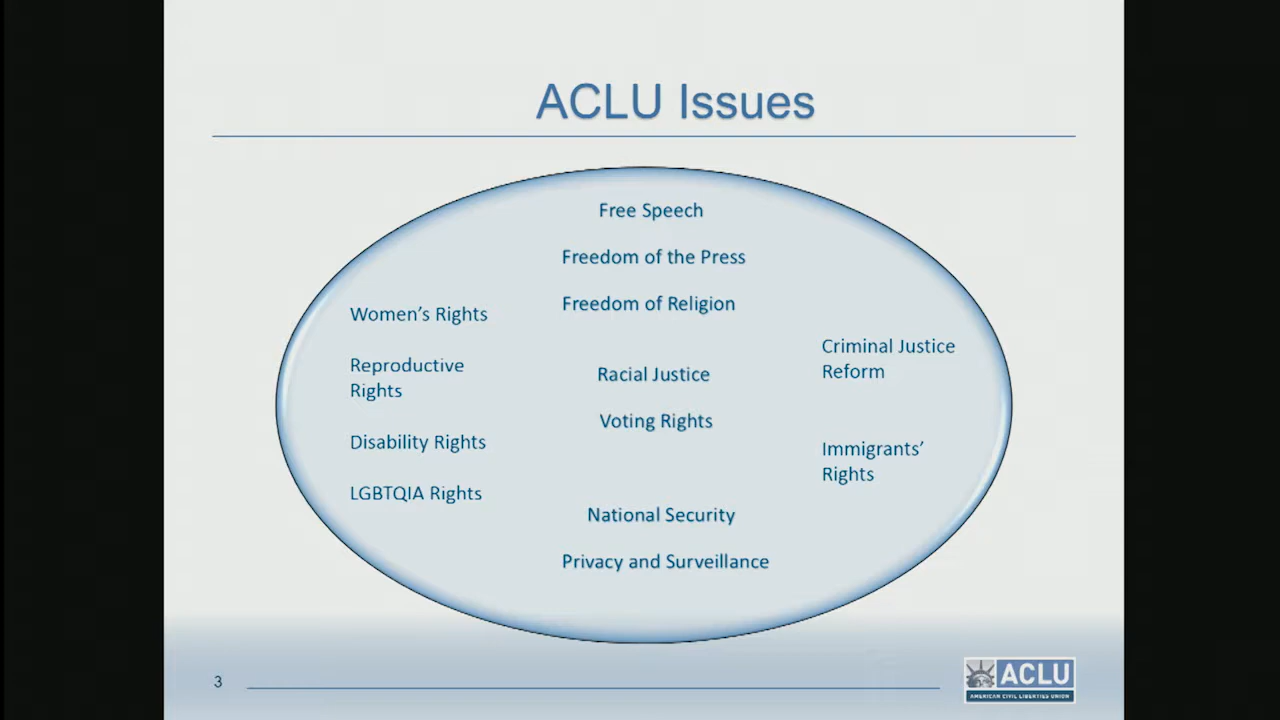 ACLU Issues
Free Speech
Freedom of the Press
Freedom of Religion
Women’s Rights
Reproductive
Rights
Disability Rights
LGBTQIA Rights
Racial Justice
Voting Rights
Criminal Justice
Reform
Immigrants’
Rights
National Security
Privacy and Surveillance
3
ACLU
AMERICAN CIVIL LIBERTIES UNION